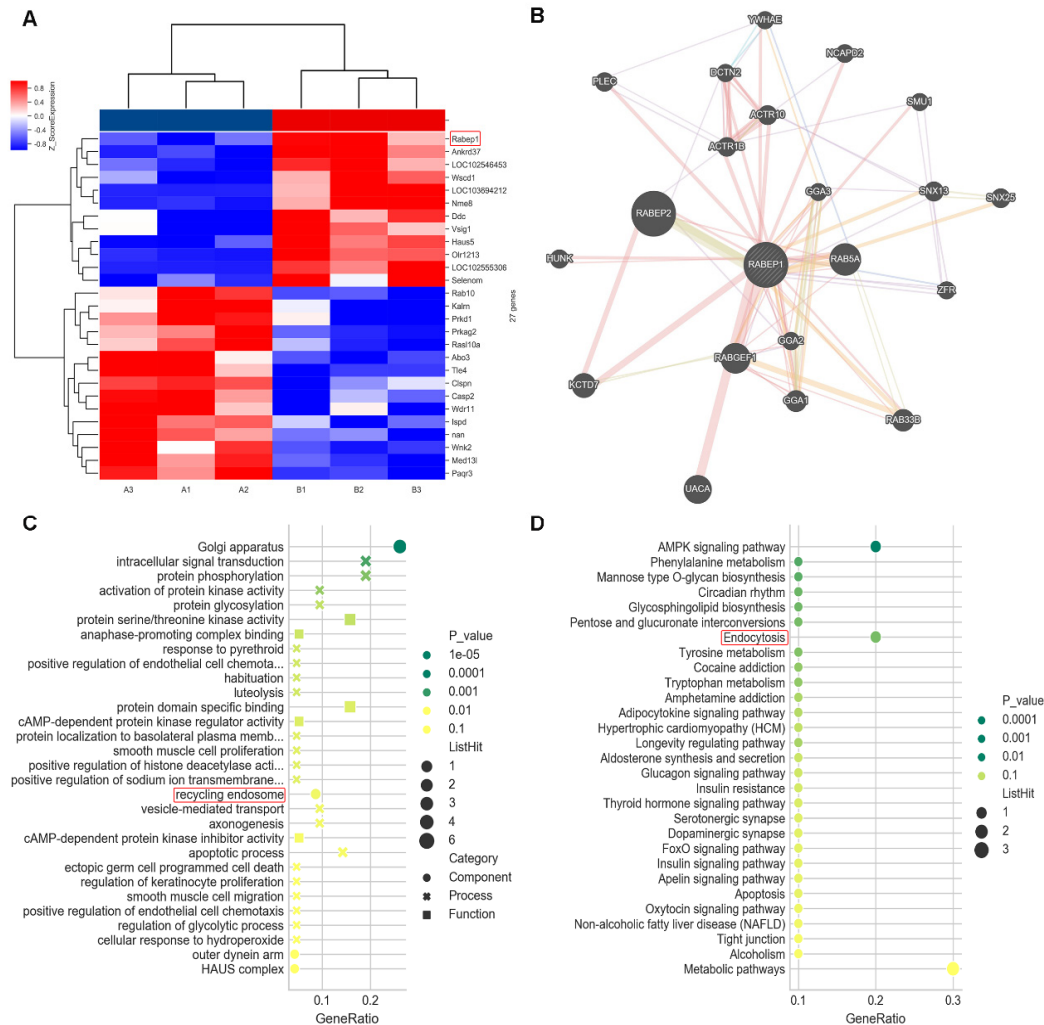 A
0.8
0.4
0.0
-0.4
-0.8
Z_ScoreExpression
Rabep1
Ankrd37
LOC102546453
Wscd1
LOC103694212
Nme8
Ddc
Vsig1
Haus5
Olr1213
LOC102555306
Selenom
Rab10
Kalrn
Prkd1
Prkag2
Rasl10a
Abo3
Tle4
Clspn
Casp2
Wdr11
Ispd
nan
Wnk2
Med13l
Paqr3
27 genes
A3 A1 A2 B1 B2 B3
B
YWHAE
NCAPD2
PLEC
DCTN2
SMU1
ACTR10
ACTR1B
GGA3
SNX13
SNX25
RABEP2
HUNK
RABEP1
RAB5A
ZFR
GGA2
RABGEF1
KCTD7
GGA1
RAB33B
UACA
C
Golgi apparatus
intracellular signal transduction
protein phosphorylation
activation of protein kinase activity
protein glycosylation
protein serine/threonine kinase activity
anaphase-promoting complex binding
response to pyrethroid
positive regulation of endothelial cell chemota...
habituation
luteolysis
protein domain specific binding
cAMP-dependent protein kinase regulator activity
protein localization to basolateral plasma memb...
smooth muscle cell proliferation
positive regulation of histone deacetylase acti...
positive regulation of sodium ion transmembrane...
recycling endosome
vesicle-mediated transport
axonogenesis
cAMP-dependent protein kinase inhibitor activity
apoptotic process
ectopic germ cell programmed cell death
regulation of keratinocyte proliferation
smooth muscle cell migration
positive regulation of endothelial cell chemotaxis
regulation of glycolytic process
cellular response to hydroperoxide
outer dynein arm
HAUS complex
0.1 0.2
GeneRatio
P_value
1e-05
0.0001
0.001
0.01
0.1
ListHit
1
2
3
4
6
Category
Component
Process
Function
D
AMPK signaling pathway
Phenylalanine metabolism
Mannose type O-glycan biosynthesis
Circadian rhythm
Glycosphingolipid biosynthesis
Pentose and glucuronate interconversions
Endocytosis
Tyrosine metabolism
Cocaine addiction
Tryptophan metabolism
Amphetamine addiction
Adipocytokine signaling pathway
Hypertrophic cardiomyopathy (HCM)
Longevity regulating pathway
Aldosterone synthesis and secretion
Glucagon signaling pathway
Insulin resistance
Thyroid hormone signaling pathway
Serotonergic synapse
Dopaminergic synapse
FoxO signaling pathway
Insulin signaling pathway
Apelin signaling pathway
Apoptosis
Oxytocin signaling pathway
Non-alcoholic fatty liver disease (NAFLD)
Tight junction
Alcoholism
Metabolic pathways
0.1 0.2 0.3
GeneRatio
P_value
0.0001
0.001
0.01
0.1
ListHit
1
2
3